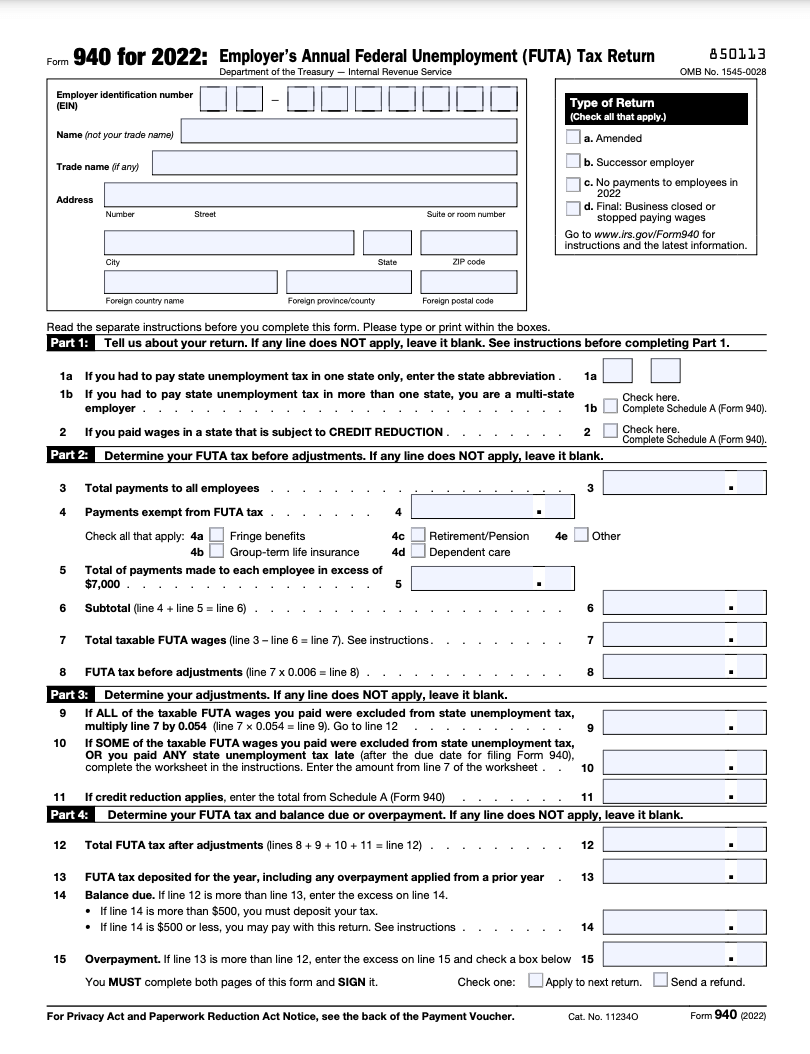 Form 940 for 2022: Employer's Annual Federal Unemployment (FUTA) Tax Return
850113
Department of the Treasury — Internal Revenue Service
OMB No. 1545-0028
Employer identification number
(EIN)
–
Name (not your trade name)
Trade name (if any)
Address
Number Street Suite or room number
City State ZIP code
Foreign country name Foreign province/county Foreign postal code
Type of Return
(Check all that apply.)
a. Amended
b. Successor employer
c. No payments to employees in
2022
d. Final: Business closed or
stopped paying wages
Go to www.irs.gov/Form940 for
instructions and the latest information.
Read the separate instructions before you complete this form. Please type or print within the boxes.
Part 1: Tell us about your return. If any line does NOT apply, leave it blank. See instructions before completing Part 1.
1a If you had to pay state unemployment tax in one state only, enter the state abbreviation . 1a
1b If you had to pay state unemployment tax in more than one state, you are a multi-state
employer . . . . . . . . . . . . . . . . . . . . . . . . . 1b
Check here.
Complete Schedule A (Form 940).
2 If you paid wages in a state that is subject to CREDIT REDUCTION . . . . . . . 2
Check here.
Complete Schedule A (Form 940).
Part 2: Determine your FUTA tax before adjustments. If any line does NOT apply, leave it blank.
3 Total payments to all employees . . . . . . . . . . . . . . . . . 3 .
4 Payments exempt from FUTA tax . . . . . . . 4 .
Check all that apply: 4a Fringe benefits 4c Retirement/Pension 4e Other
4b Group-term life insurance 4d Dependent care
5 Total of payments made to each employee in excess of
$7,000 . . . . . . . . . . . . . . . 5 .
6 Subtotal (line 4 + line 5 = line 6) . . . . . . . . . . . . . . . . . . 6 .
7 Total taxable FUTA wages (line 3 – line 6 = line 7). See instructions . . . . . . . . 7 .
8 FUTA tax before adjustments (line 7 x 0.006 = line 8) . . . . . . . . . . . . 8 .
Part 3: Determine your adjustments. If any line does NOT apply, leave it blank.
9 If ALL of the taxable FUTA wages you paid were excluded from state unemployment tax,
multiply line 7 by 0.054 (line 7 × 0.054 = line 9). Go to line 12 . . . . . . . . . 9 .
10 If SOME of the taxable FUTA wages you paid were excluded from state unemployment tax,
OR you paid ANY state unemployment tax late (after the due date for filing Form 940),
complete the worksheet in the instructions. Enter the amount from line 7 of the worksheet . . 10 .
11 If credit reduction applies, enter the total from Schedule A (Form 940) . . . . . . 11 .
Part 4: Determine your FUTA tax and balance due or overpayment. If any line does NOT apply, leave it blank.
12 Total FUTA tax after adjustments (lines 8 + 9 + 10 + 11 = line 12) . . . . . . . . 12 .
13 FUTA tax deposited for the year, including any overpayment applied from a prior year . 13 .
14 Balance due. If line 12 is more than line 13, enter the excess on line 14.
• If line 14 is more than $500, you must deposit your tax.
• If line 14 is $500 or less, you may pay with this return. See instructions . . . . . . 14 .
15 Overpayment. If line 13 is more than line 12, enter the excess on line 15 and check a box below 15 .
You MUST complete both pages of this form and SIGN it. Check one: Apply to next return. Send a refund.
For Privacy Act and Paperwork Reduction Act Notice, see the back of the Payment Voucher. Cat. No. 11234O Form 940 (2022)